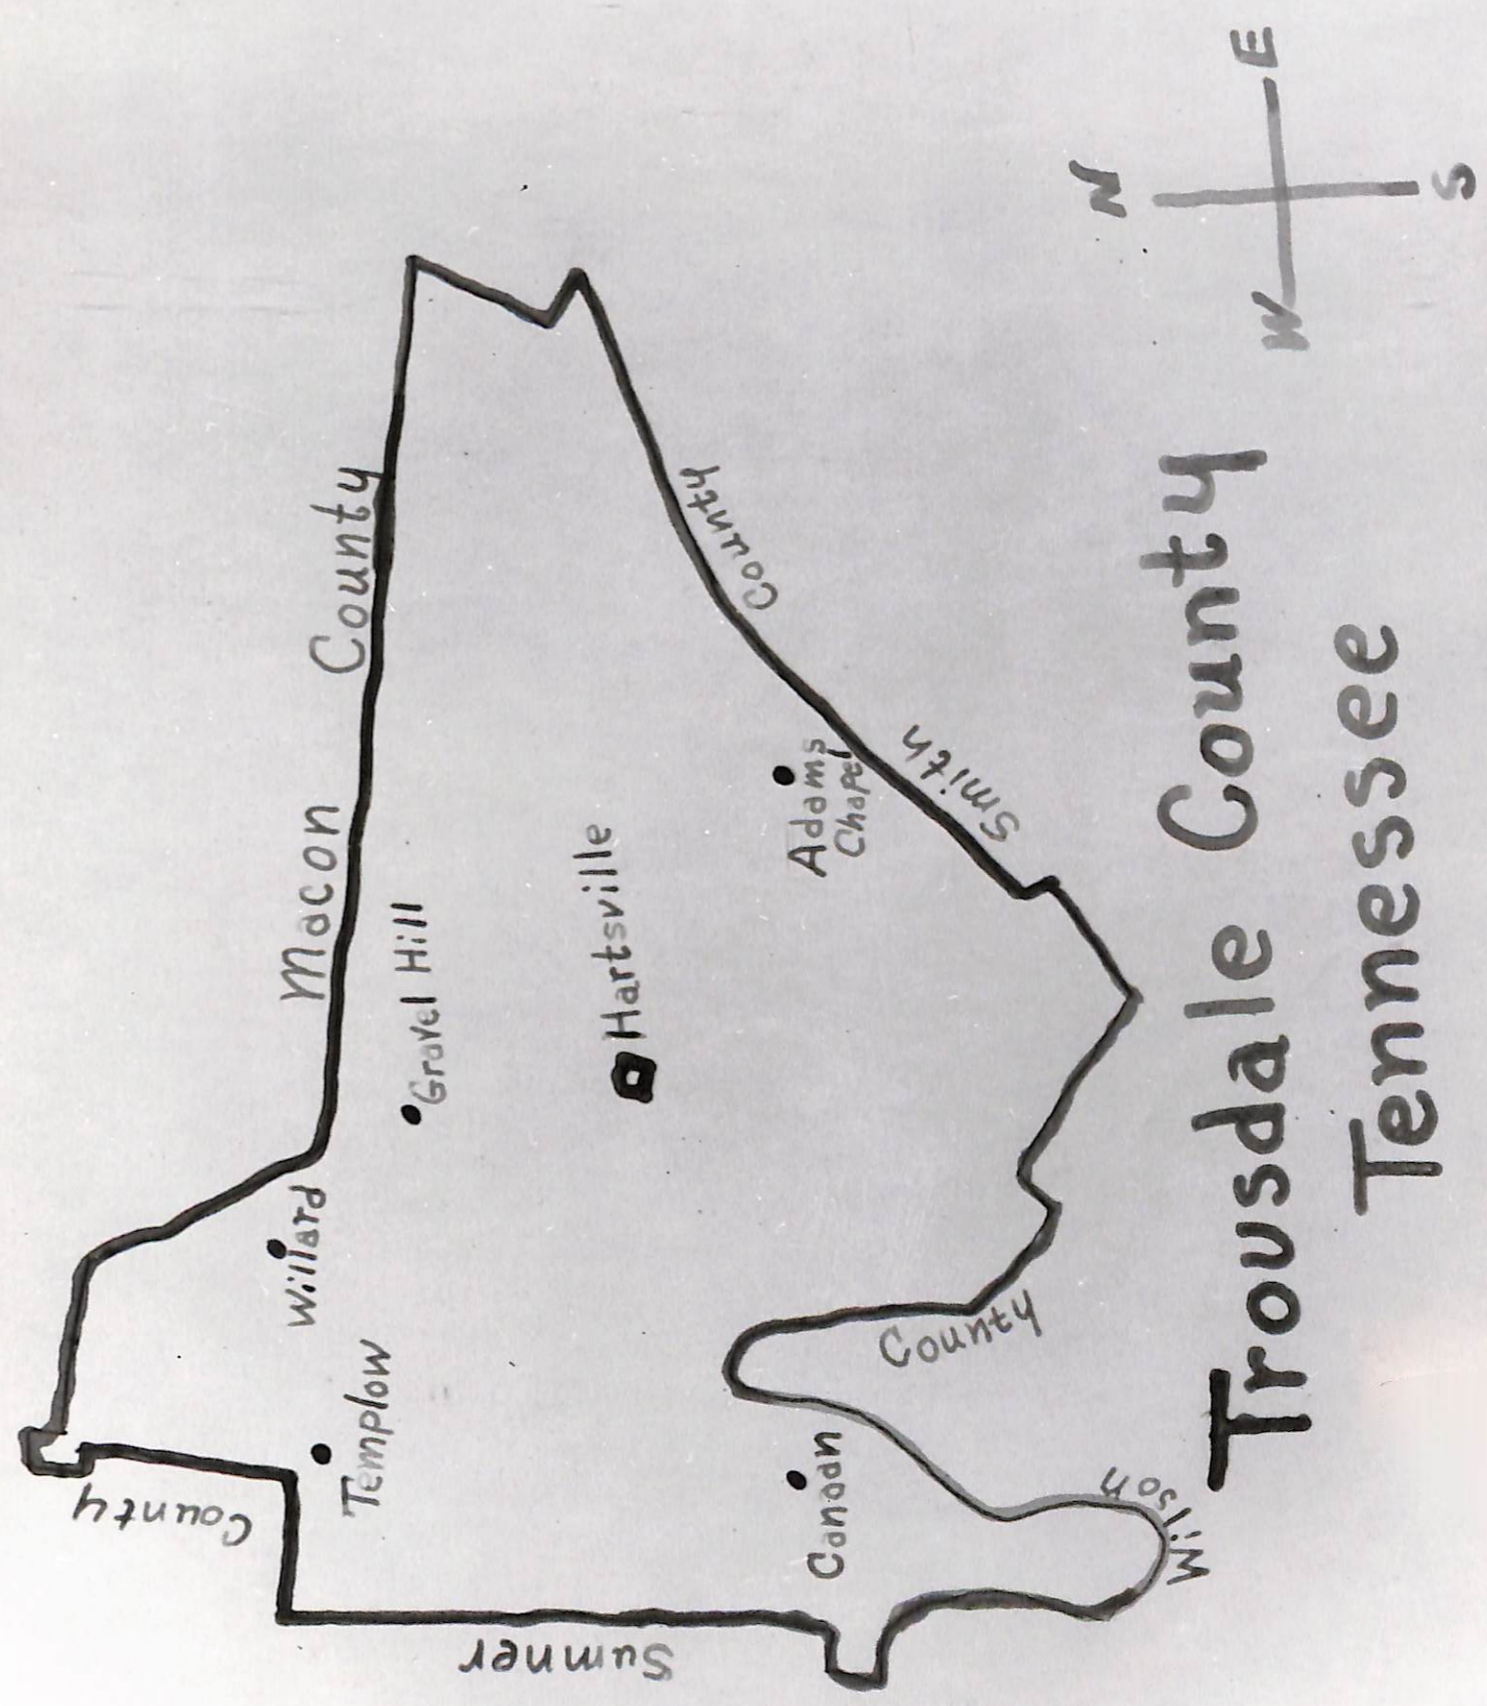 Macon County
Sumner County
Willard
Templow
Gravel Hill
Hartsville
Adams
Chapel
Canaan
Smith County
Wilson County
N
W E
S
Trousdale County
Tennessee